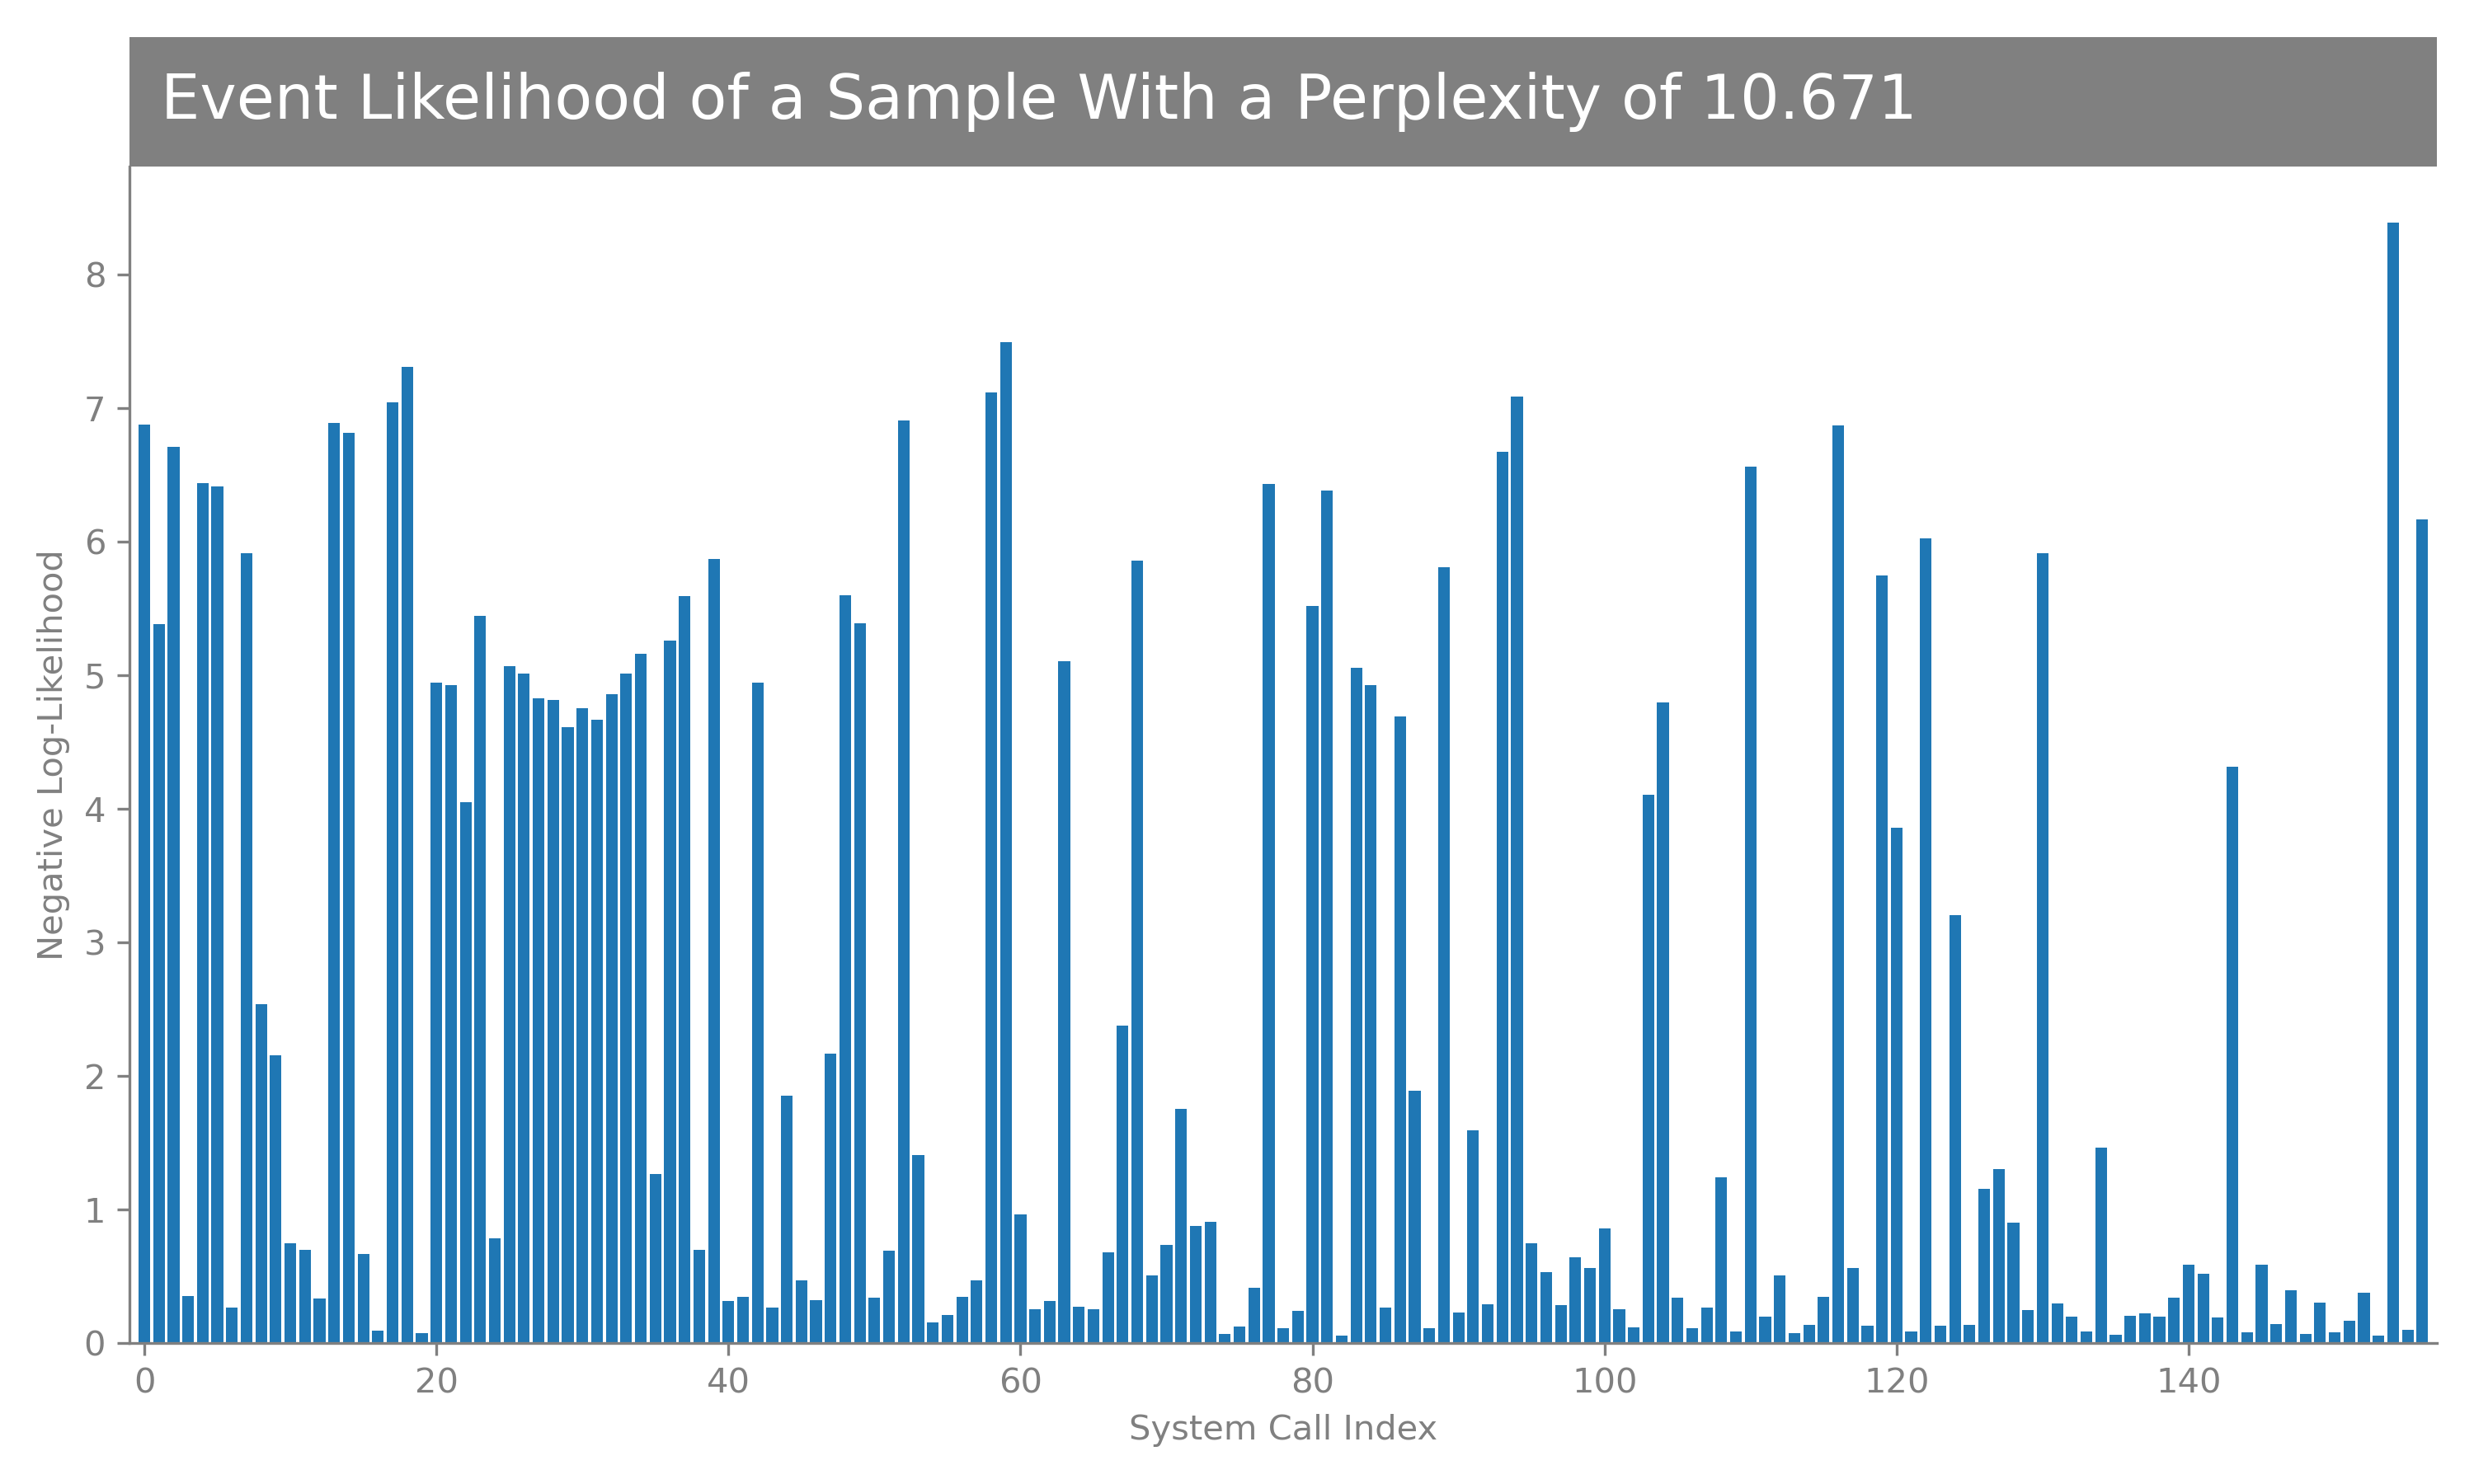 Event Likelihood of a Sample With a Perplexity of 10.671
8
7
6
5
4
3
2
1
0
Negative Log-Likelihood
0 20 40 60 80 100 120 140
System Call Index